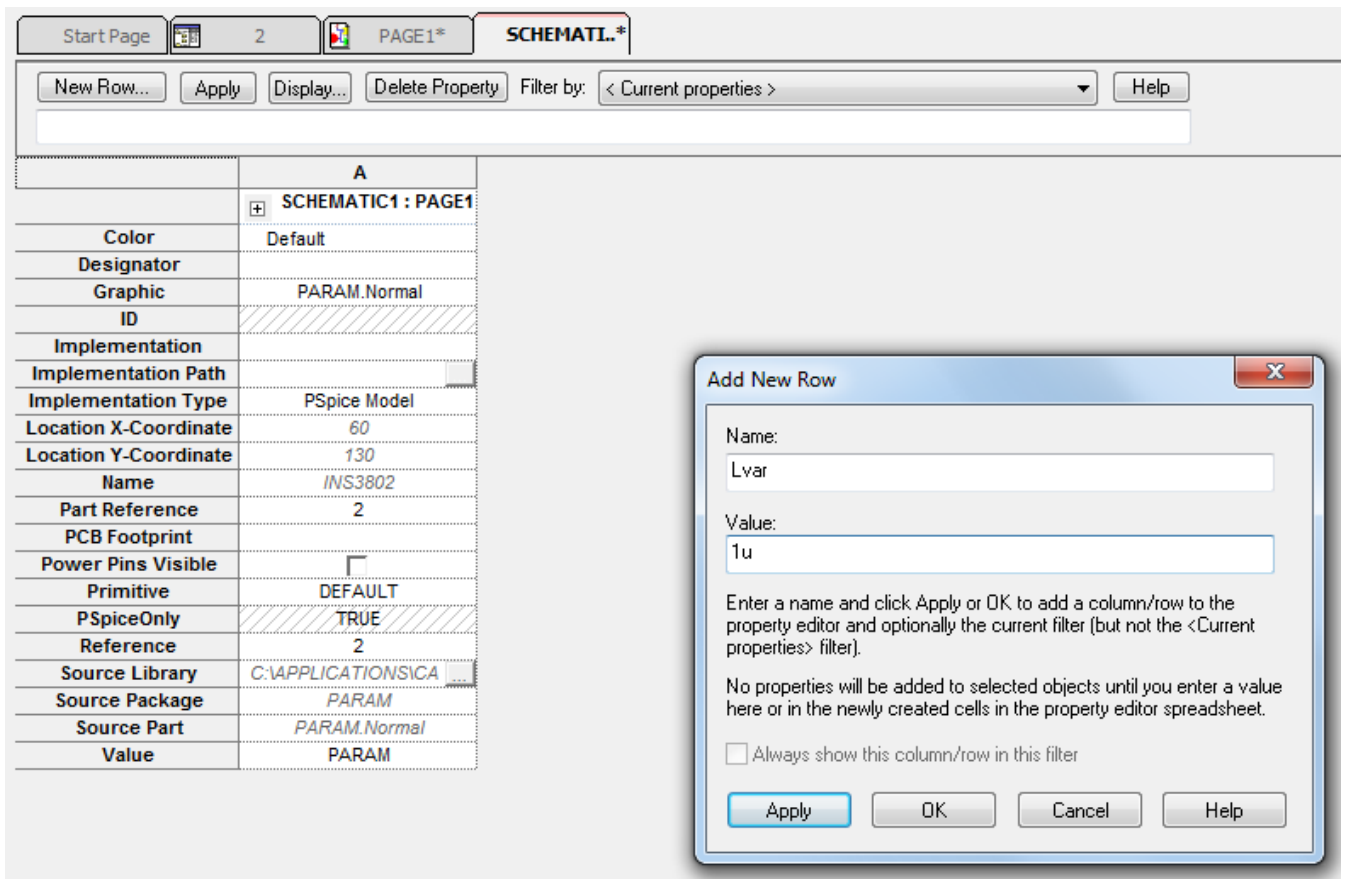 Start Page 2 PAGE1* SCHEMATI..*
New Row... Apply Display... Delete Property Filter by: < Current properties > Help
A
SCHEMATIC1 : PAGE1
Color Default
Designator
Graphic PARAM.Normal
ID
Implementation
Implementation Path
Implementation Type PSpice Model
Location X-Coordinate 60
Location Y-Coordinate 130
Name INS3802
Part Reference 2
PCB Footprint
Power Pins Visible
Primitive DEFAULT
PSpiceOnly TRUE
Reference 2
Source Library C:\APPLICATIONS\CA ...
Source Package PARAM
Source Part PARAM.Normal
Value PARAM
Add New Row
Name:
Lvar
Value:
1u
Enter a name and click Apply or OK to add a column/row to the
property editor and optionally the current filter (but not the <Current
properties> filter).
No properties will be added to selected objects until you enter a value
here or in the newly created cells in the property editor spreadsheet.
Always show this column/row in this filter
Apply OK Cancel Help